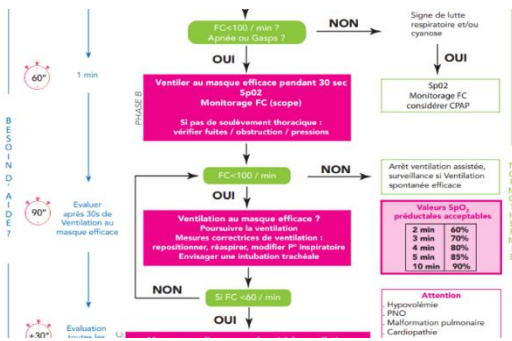 FC<100 / min ?
Apnée ou Gasps ?
NON
Signe de lutte
respiratoire et/ou
cyanose
OUI
OUI
60"
1 min
PHASE B
Ventiler au masque efficace pendant 30 sec
Sp02
Monitorage FC (scope)
Si pas de soulèvement thoracique :
vérifier fuites / obstruction / pressions
Sp02
Monitorage FC
considérer CPAP
BESOIN D'AIDE ?
FC<100 / min
NON
Arrêt ventilation assistée,
surveillance si Ventilation
spontanée efficace
OUI
90"
Evaluer
après 30s de
Ventilation au
masque efficace
Ventilation au masque efficace ?
Poursuivre la ventilation
Mesures correctrices de ventilation :
repositionner, réaspirer, modifier P° inspiratoire
Envisager une intubation trachéale
Valeurs SpO2
préductales acceptables
2 min 60%
3 min 70%
4 min 80%
5 min 85%
10 min 90%
NON
Si FC <60 / min
OUI
Attention
- Hypovolémie
- PNO
- Malformation pulmonaire
- Cardiopathie
+30"
Evaluation
toutes les